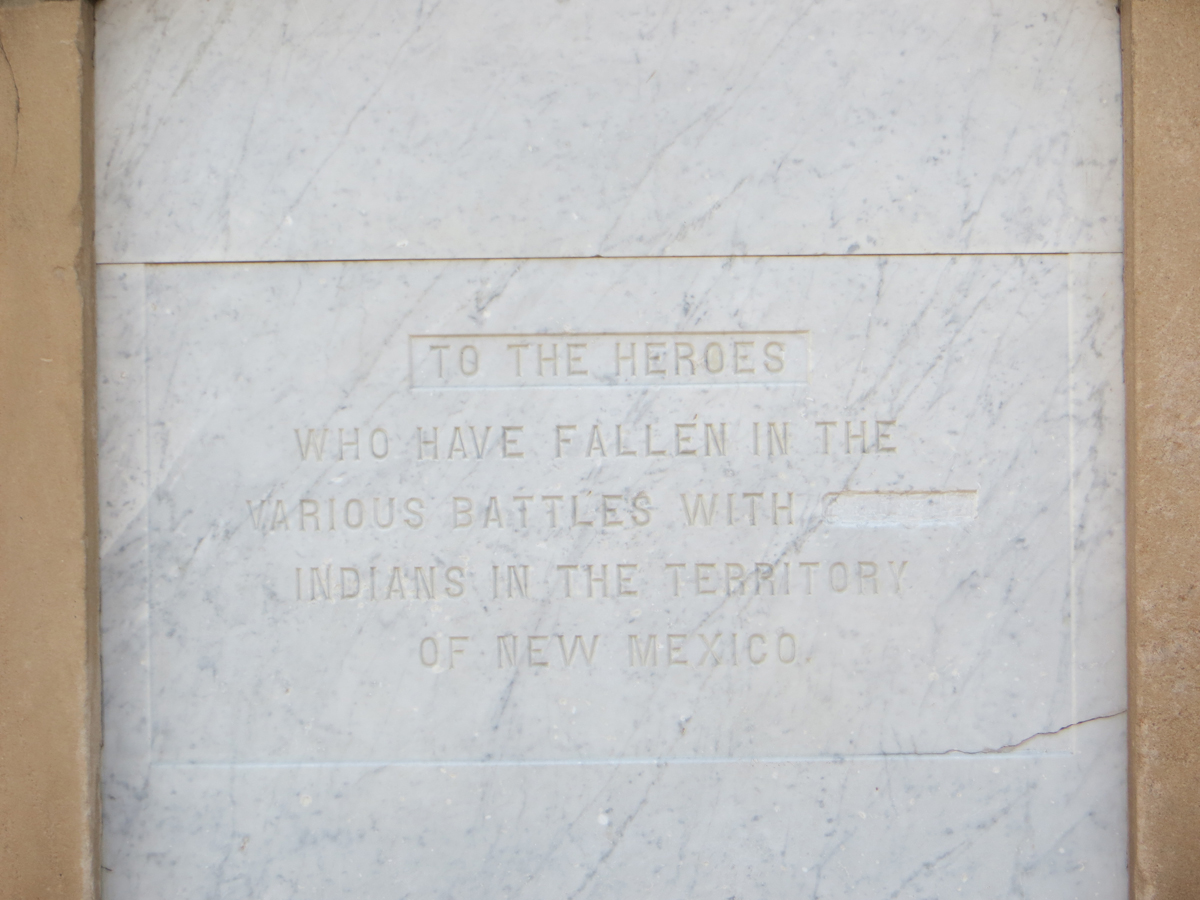 TO THE HEROES
WHO HAVE FALLEN IN THE
VARIOUS BATTLES WITH
INDIANS IN THE TERRITORY
OF NEW MEXICO.